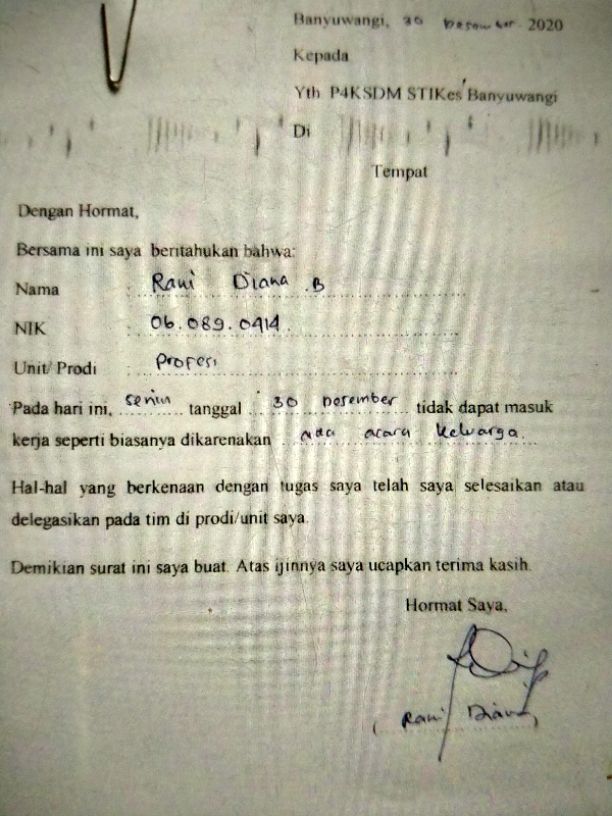 Banyuwangi, 30 Desember 2020
Kepada
Yth P4KSDM STIKes Banyuwangi
Di
Tempat
Dengan Hormat,
Bersama ini saya beritahukan bahwa:
Nama : Rani Diana .B
NIK : 06.089.0414
Unit/ Prodi : Profesi
Pada hari ini, senin tanggal 30 Desember tidak dapat masuk
kerja seperti biasanya dikarenakan ada acara keluarga.
Hal-hal yang berkenaan dengan tugas saya telah saya selesaikan atau
delegasikan pada tim di prodi/unit saya.
Demikian surat ini saya buat. Atas ijinnya saya ucapkan terima kasih.
Hormat Saya,
( Rani Diana )